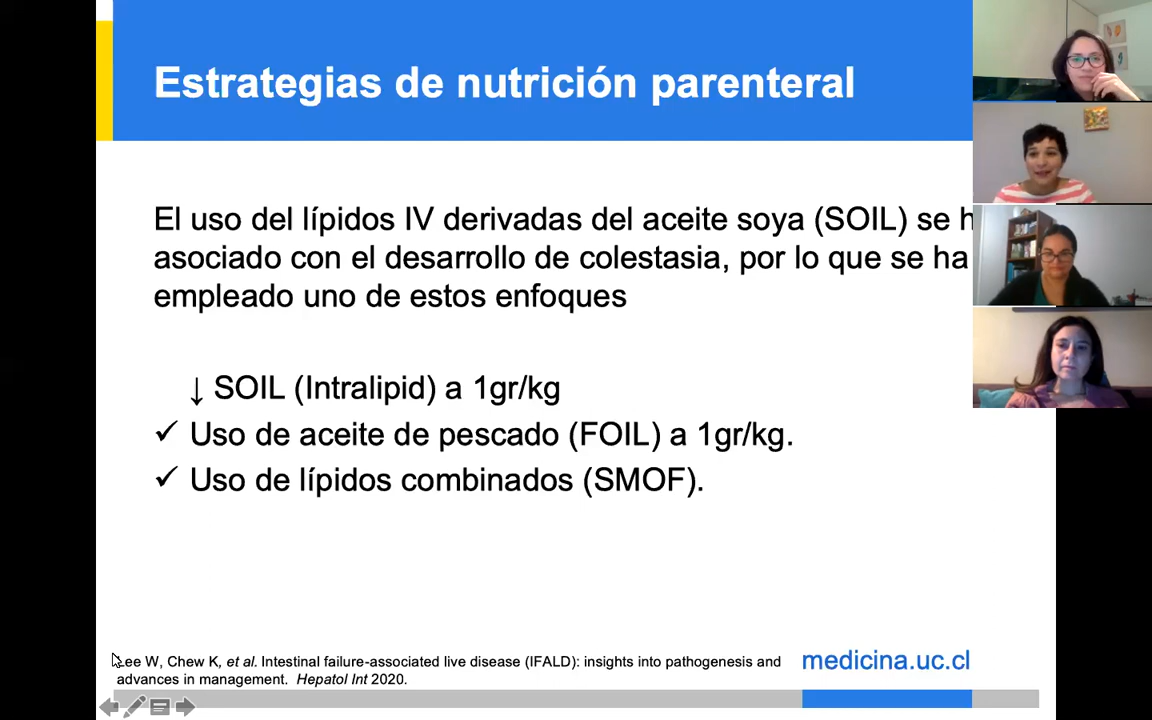 Estrategias de nutrición parenteral
El uso del lípidos IV derivadas del aceite soya (SOIL) se h
asociado con el desarrollo de colestasia, por lo que se ha
empleado uno de estos enfoques
↓ SOIL (Intralipid) a 1gr/kg
✓ Uso de aceite de pescado (FOIL) a 1gr/kg.
✓ Uso de lípidos combinados (SMOF).
Lee W, Chew K, et al. Intestinal failure-associated live disease (IFALD): insights into pathogenesis and
advances in management. Hepatol Int 2020.
medicina.uc.cl